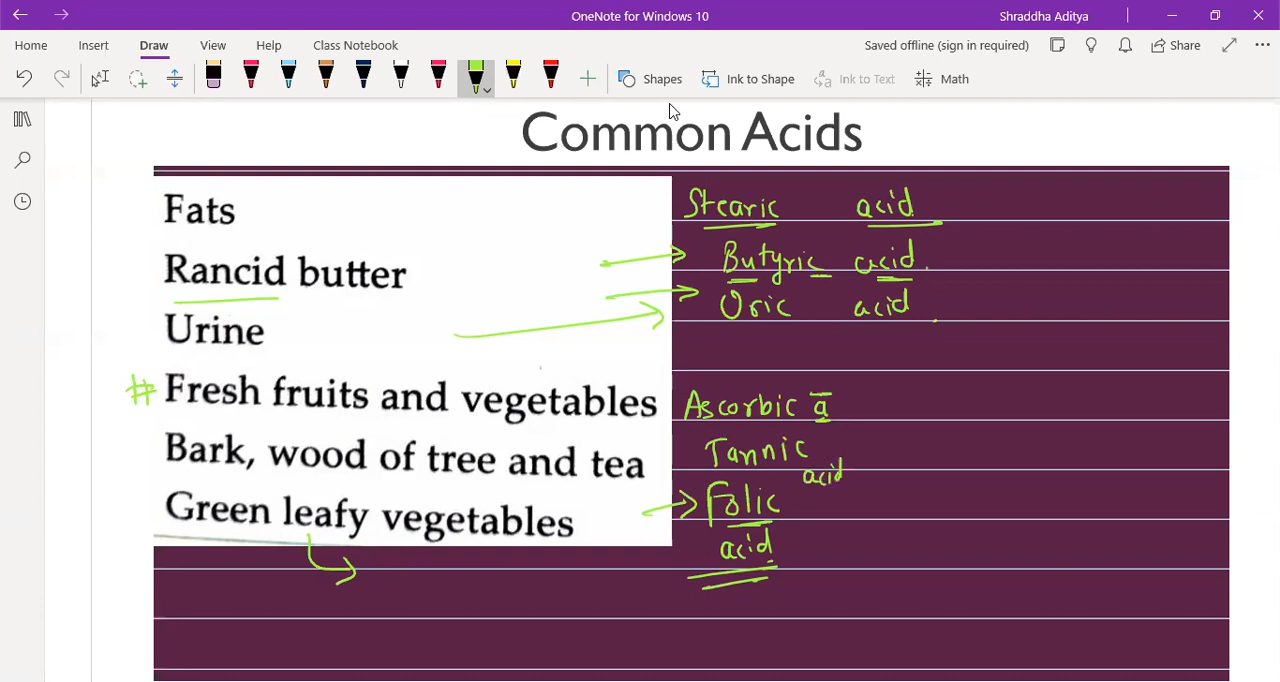 OneNote for Windows 10
Shraddha Aditya
Home Insert Draw View Help Class Notebook
Saved offline (sign in required) Share
Shapes Ink to Shape Ink to Text Math
Common Acids
Fats Stearic acid
Rancid butter Butyric acid.
Urine Uric acid.
# Fresh fruits and vegetables Ascorbic a
Bark, wood of tree and tea Tannic acid
Green leafy vegetables Folic
acid